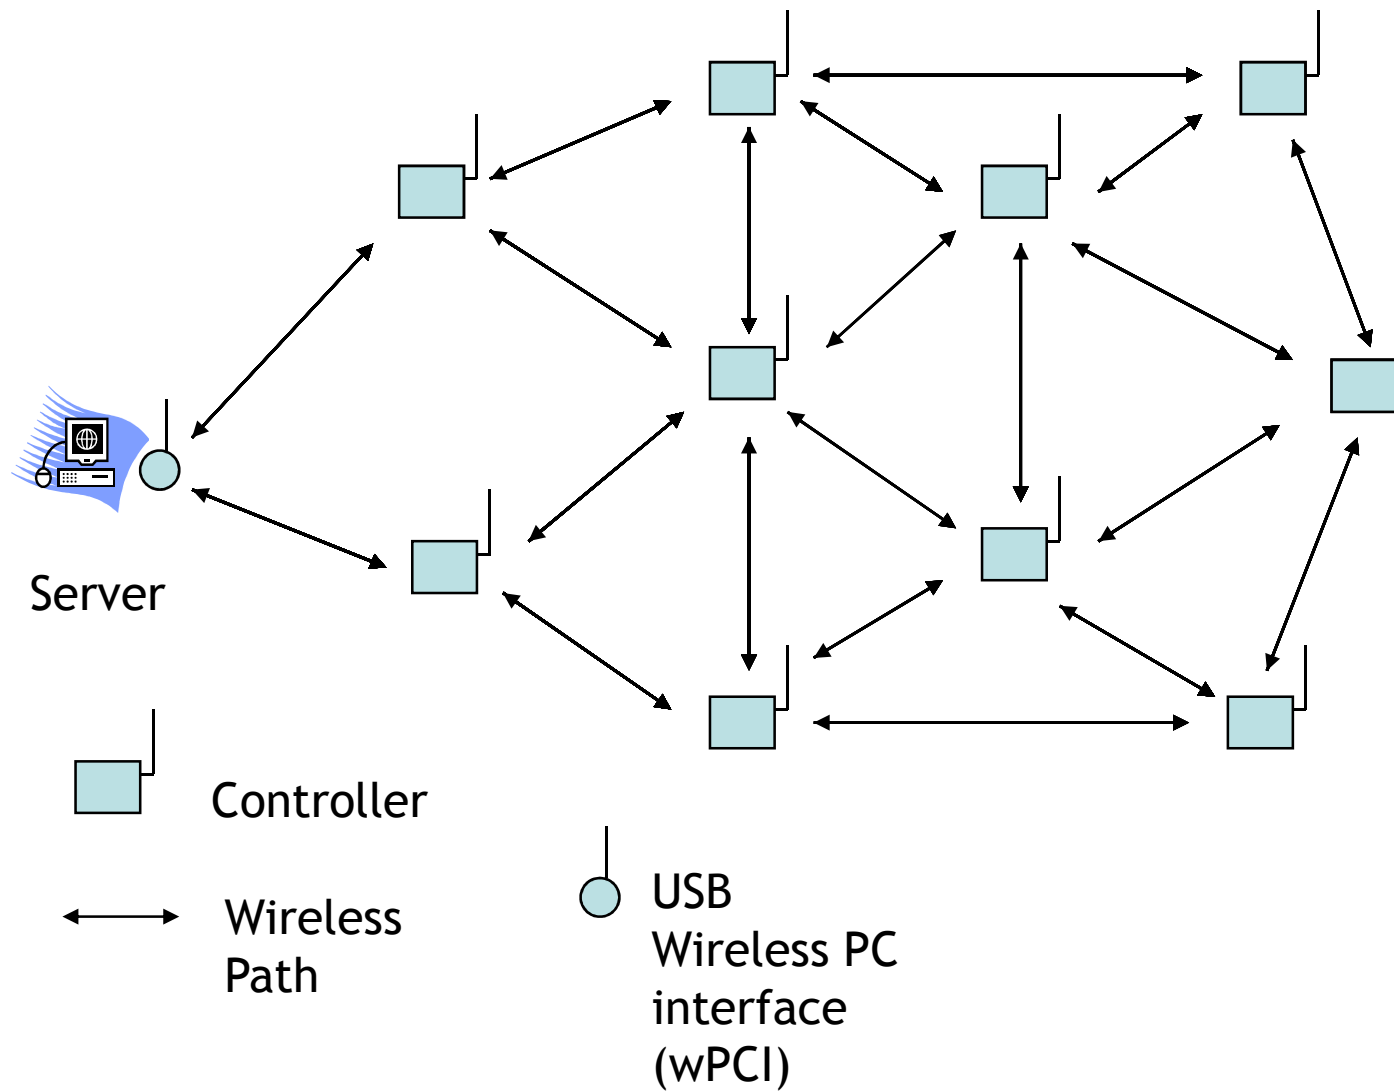 Server
Controller
Wireless
Path
USB
Wireless PC
interface
(wPCI)